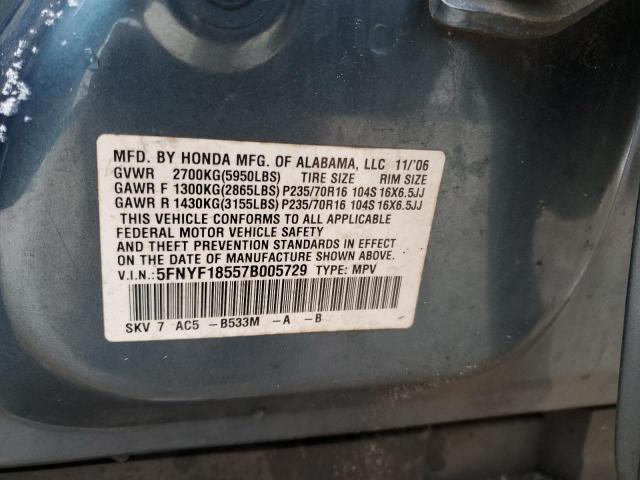 MFD. BY HONDA MFG. OF ALABAMA, LLC 11/'06
GVWR 2700KG(5950LBS) TIRE SIZE RIM SIZE
GAWR F 1300KG(2865LBS) P235/70R16 104S 16X6.5JJ
GAWR R 1430KG(3155LBS) P235/70R16 104S 16X6.5JJ
THIS VEHICLE CONFORMS TO ALL APPLICABLE
FEDERAL MOTOR VEHICLE SAFETY
AND THEFT PREVENTION STANDARDS IN EFFECT
ON THE DATE OF MANUFACTURE SHOWN ABOVE.
V.I.N.:5FNYF18557B005729 TYPE: MPV
SKV 7 AC5 -B533M -A -B